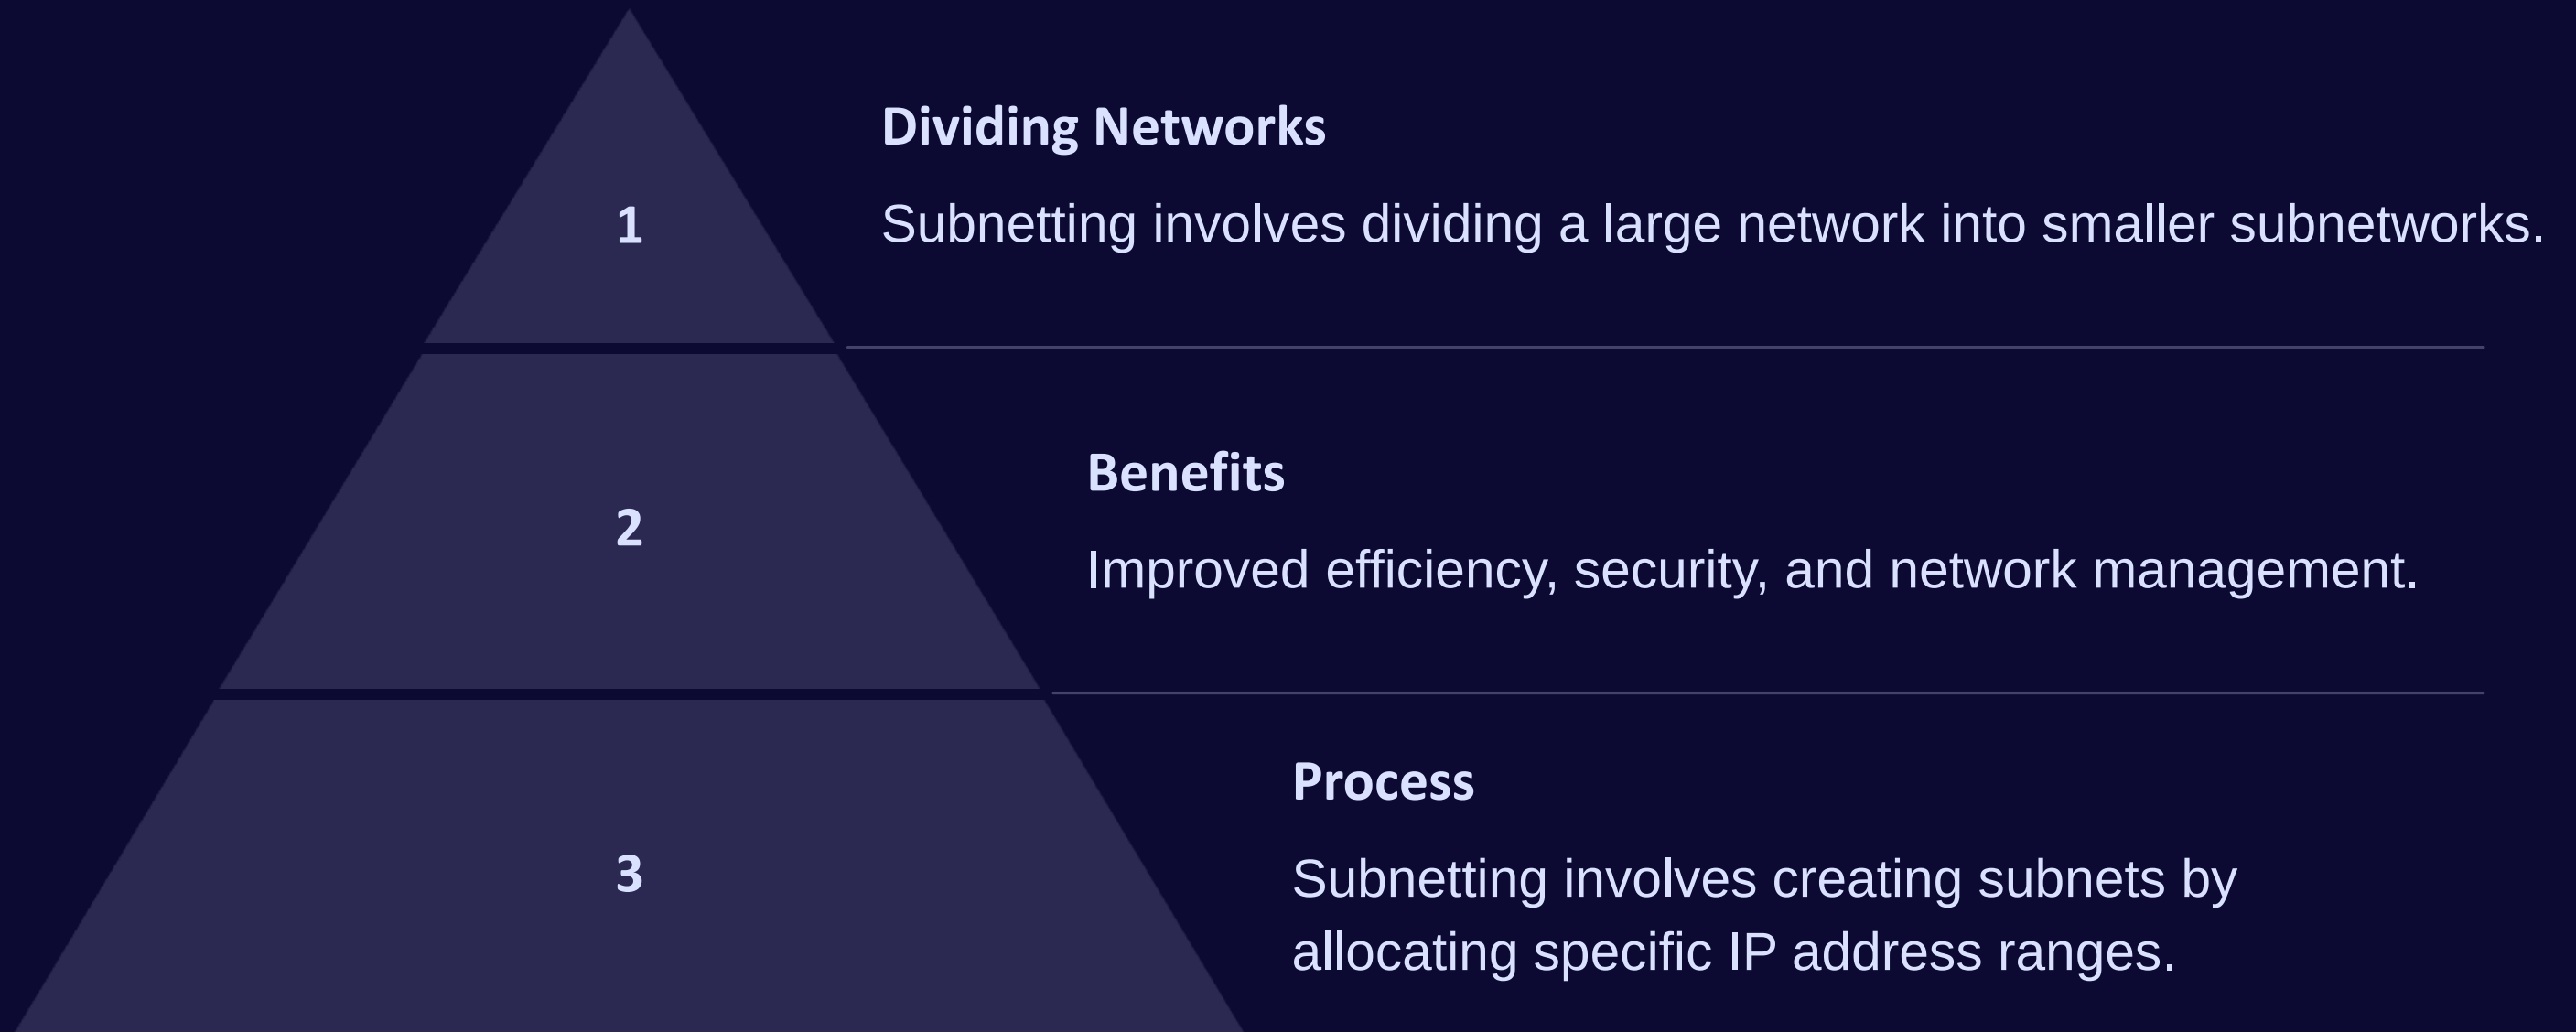 1
Dividing Networks
Subnetting involves dividing a large network into smaller subnetworks.
2
Benefits
Improved efficiency, security, and network management.
3
Process
Subnetting involves creating subnets by
allocating specific IP address ranges.